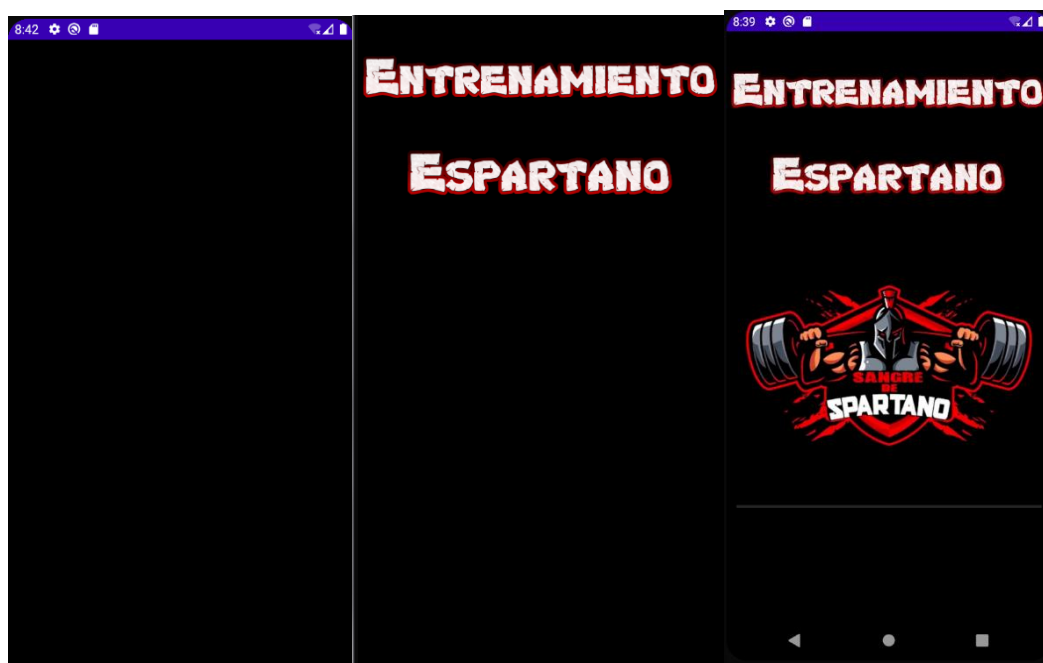 8:42
ENTRENAMIENTO
ESPARTANO
8:39
ENTRENAMIENTO
ESPARTANO
SANGRE
DE
SPARTANO